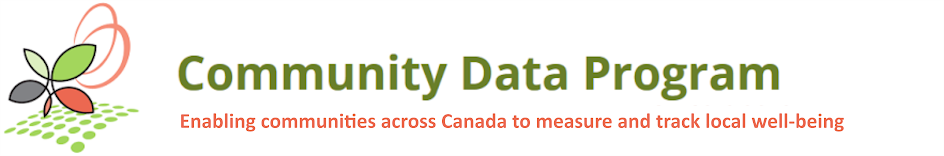 Community Data Program
Enabling communities across Canada to measure and track local well-being